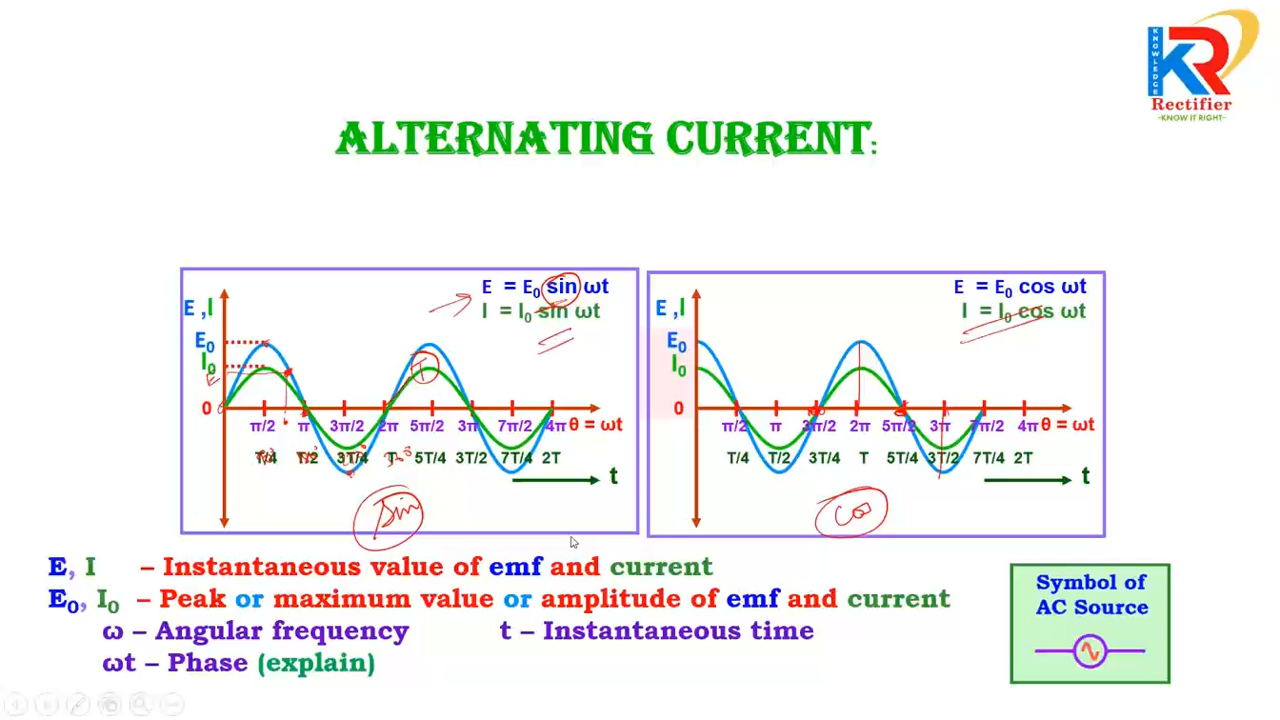 KNOWLEDGE
KR
Rectifier
-KNOW IT RIGHT-
ALTERNATING CURRENT:
E = E₀ sin ωt
I = I₀ sin ωt
E ,I
E₀
I₀
E
0
π/2 π 3π/2 2π 5π/2 3π 7π/2 4π θ = ωt
T/4 T/2 3T/4 T 5T/4 3T/2 7T/4 2T
t
T
Sin
E = E₀ cos ωt
I = I₀ cos ωt
E ,I
E₀
I₀
0
π/2 π 3π/2 2π 5π/2 3π 7π/2 4π θ = ωt
T/4 T/2 3T/4 T 5T/4 3T/2 7T/4 2T
t
Cos
E, I – Instantaneous value of emf and current
E₀, I₀ – Peak or maximum value or amplitude of emf and current
ω – Angular frequency t – Instantaneous time
ωt – Phase (explain)
Symbol of
AC Source